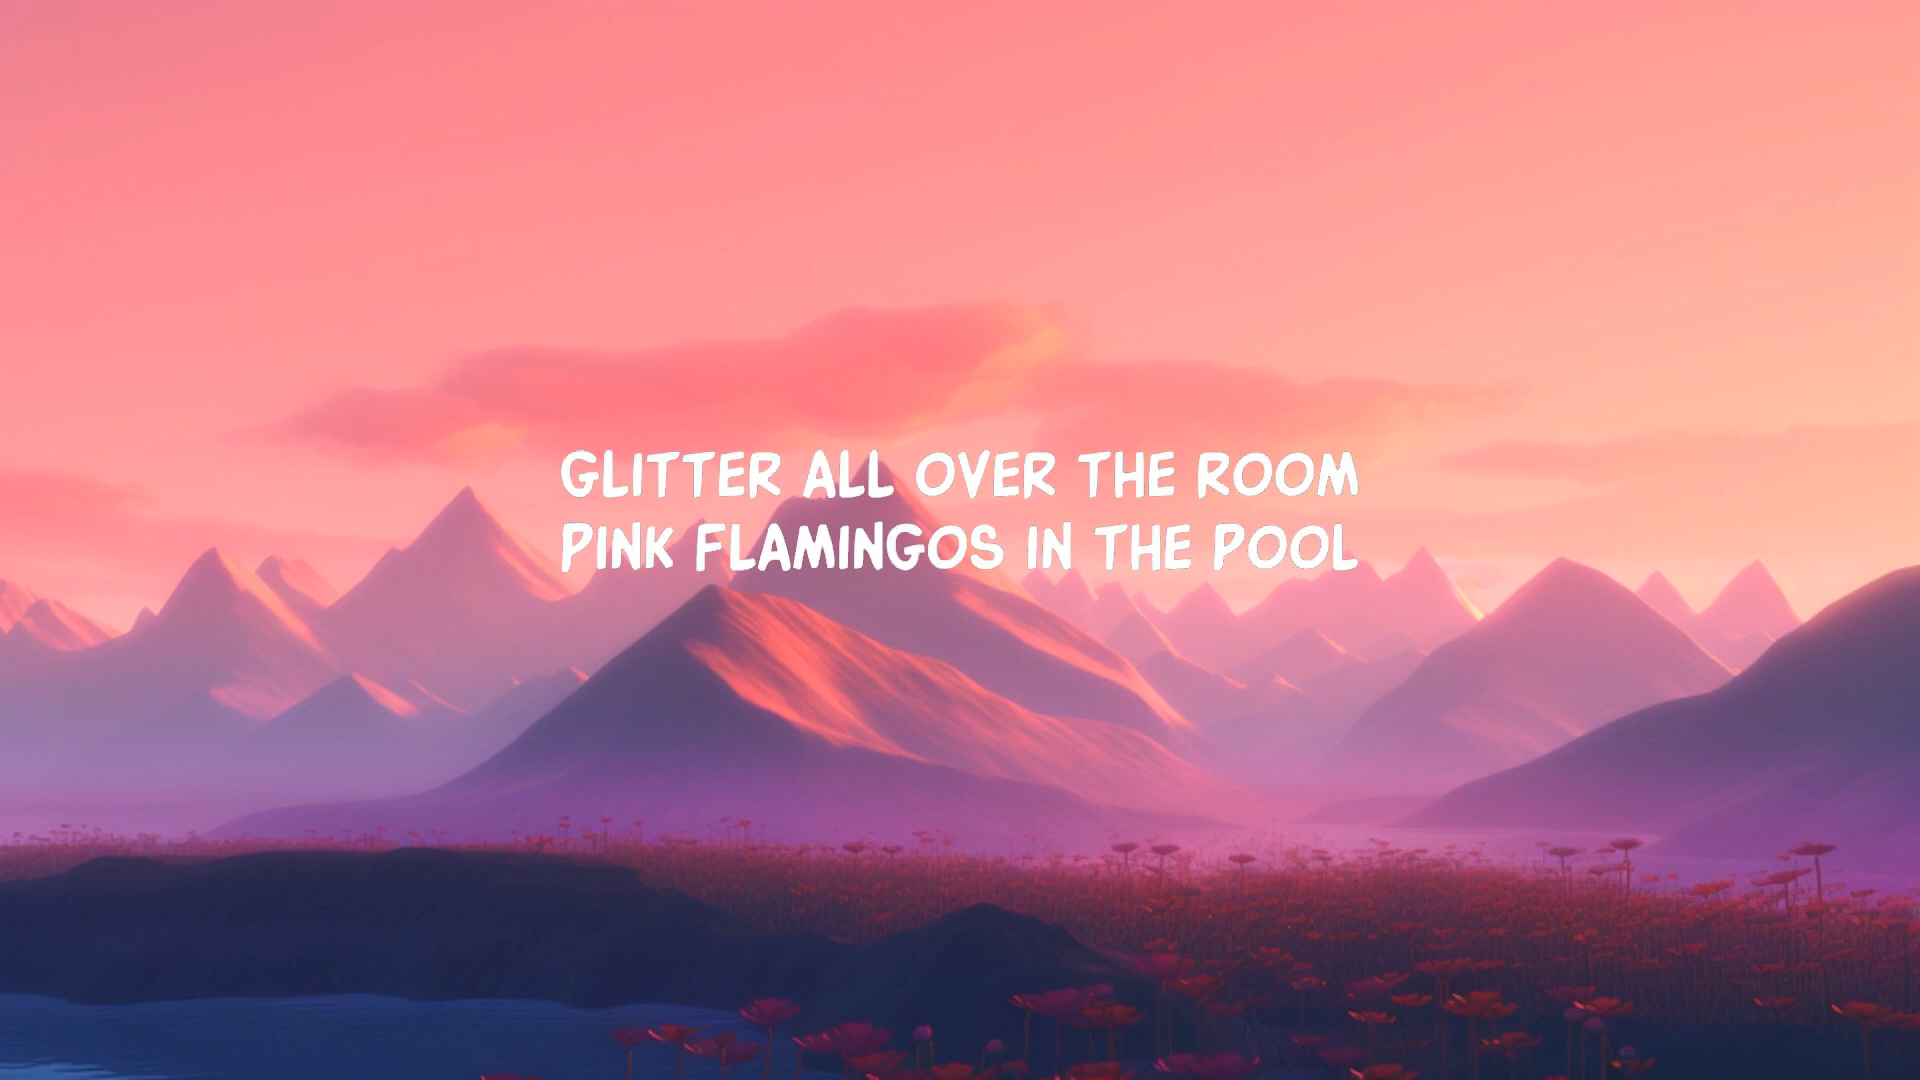 GLITTER ALL OVER THE ROOM
PINK FLAMINGOS IN THE POOL